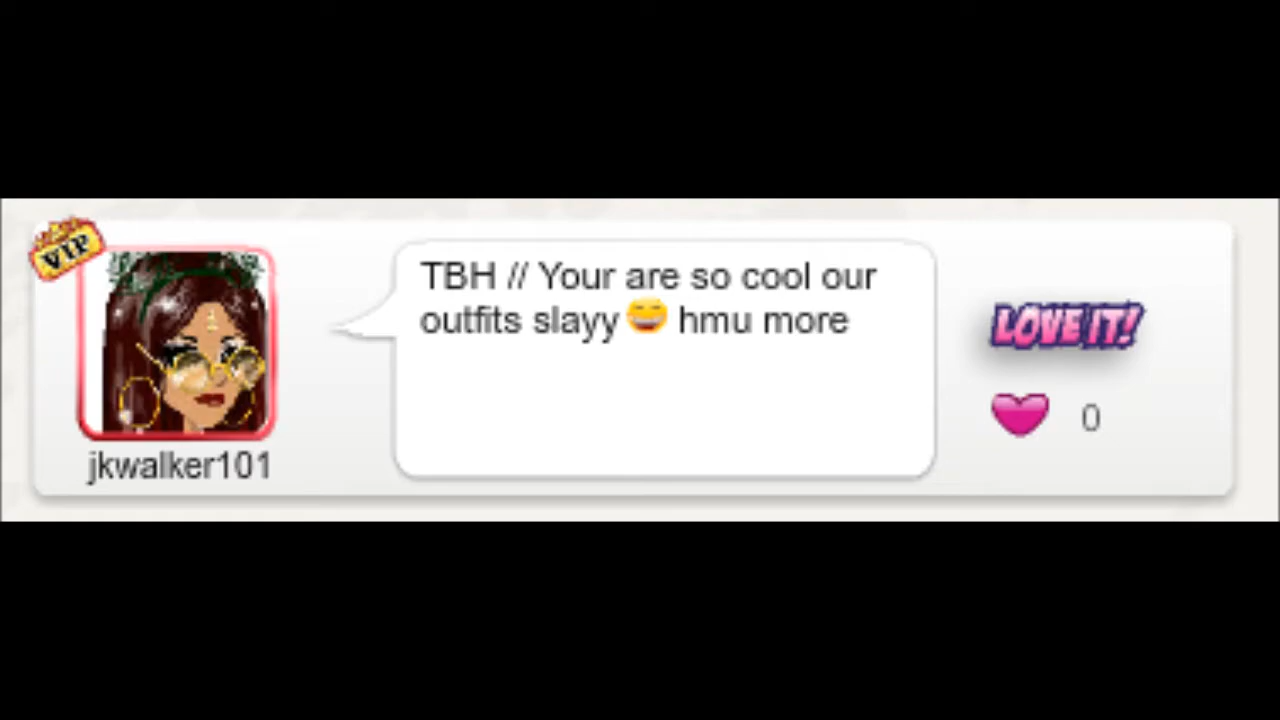 VIP
TBH // Your are so cool our
outfits slayy 😄 hmu more
LOVE IT!
0
jkwalker101